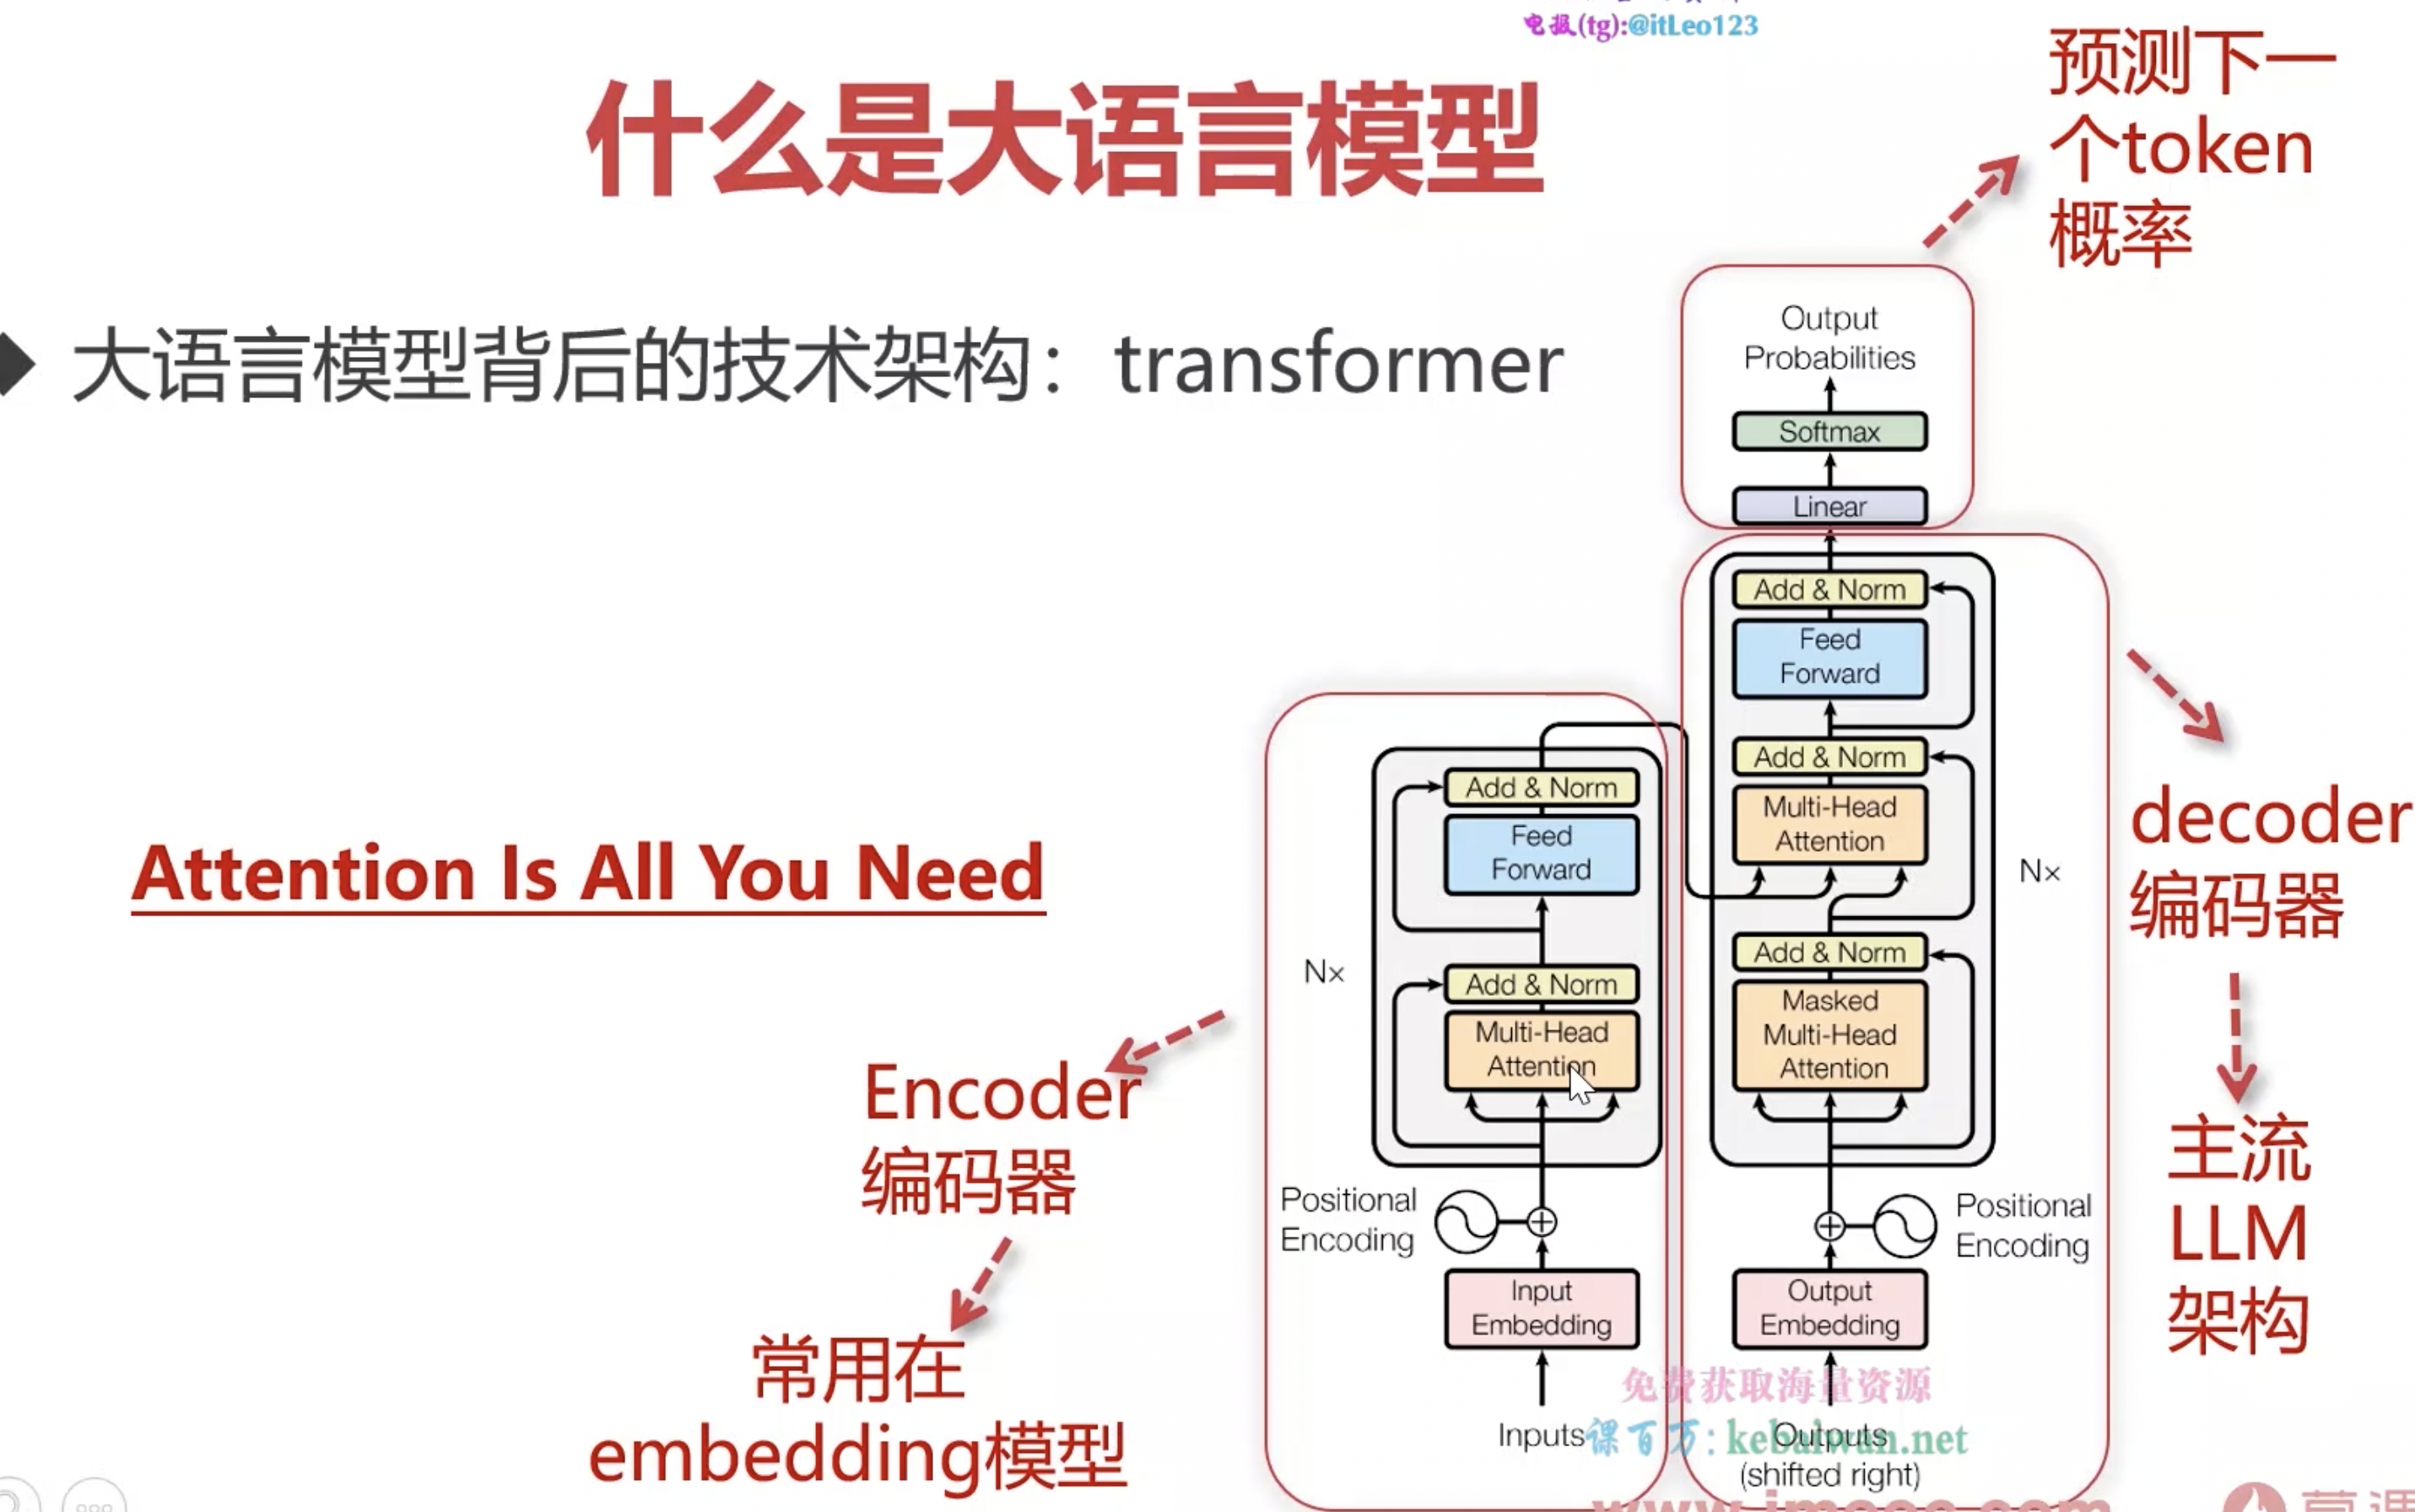 电报(tg):@itLeo123
什么是大语言模型
预测下一
个token
概率
大语言模型背后的技术架构：transformer
Output
Probabilities
Softmax
Linear
Add & Norm
Feed
Forward
Add & Norm
Multi-Head
Attention
Nx
Add & Norm
Masked
Multi-Head
Attention
Positional
Encoding
Output
Embedding
Outputs
(shifted right)
decoder
编码器
主流
LLM
架构
Attention Is All You Need
Add & Norm
Feed
Forward
Nx
Add & Norm
Multi-Head
Attention
Positional
Encoding
Input
Embedding
Inputs
Encoder
编码器
常用在
embedding模型
免费获取海量资源
课百万:kebaiwan.net